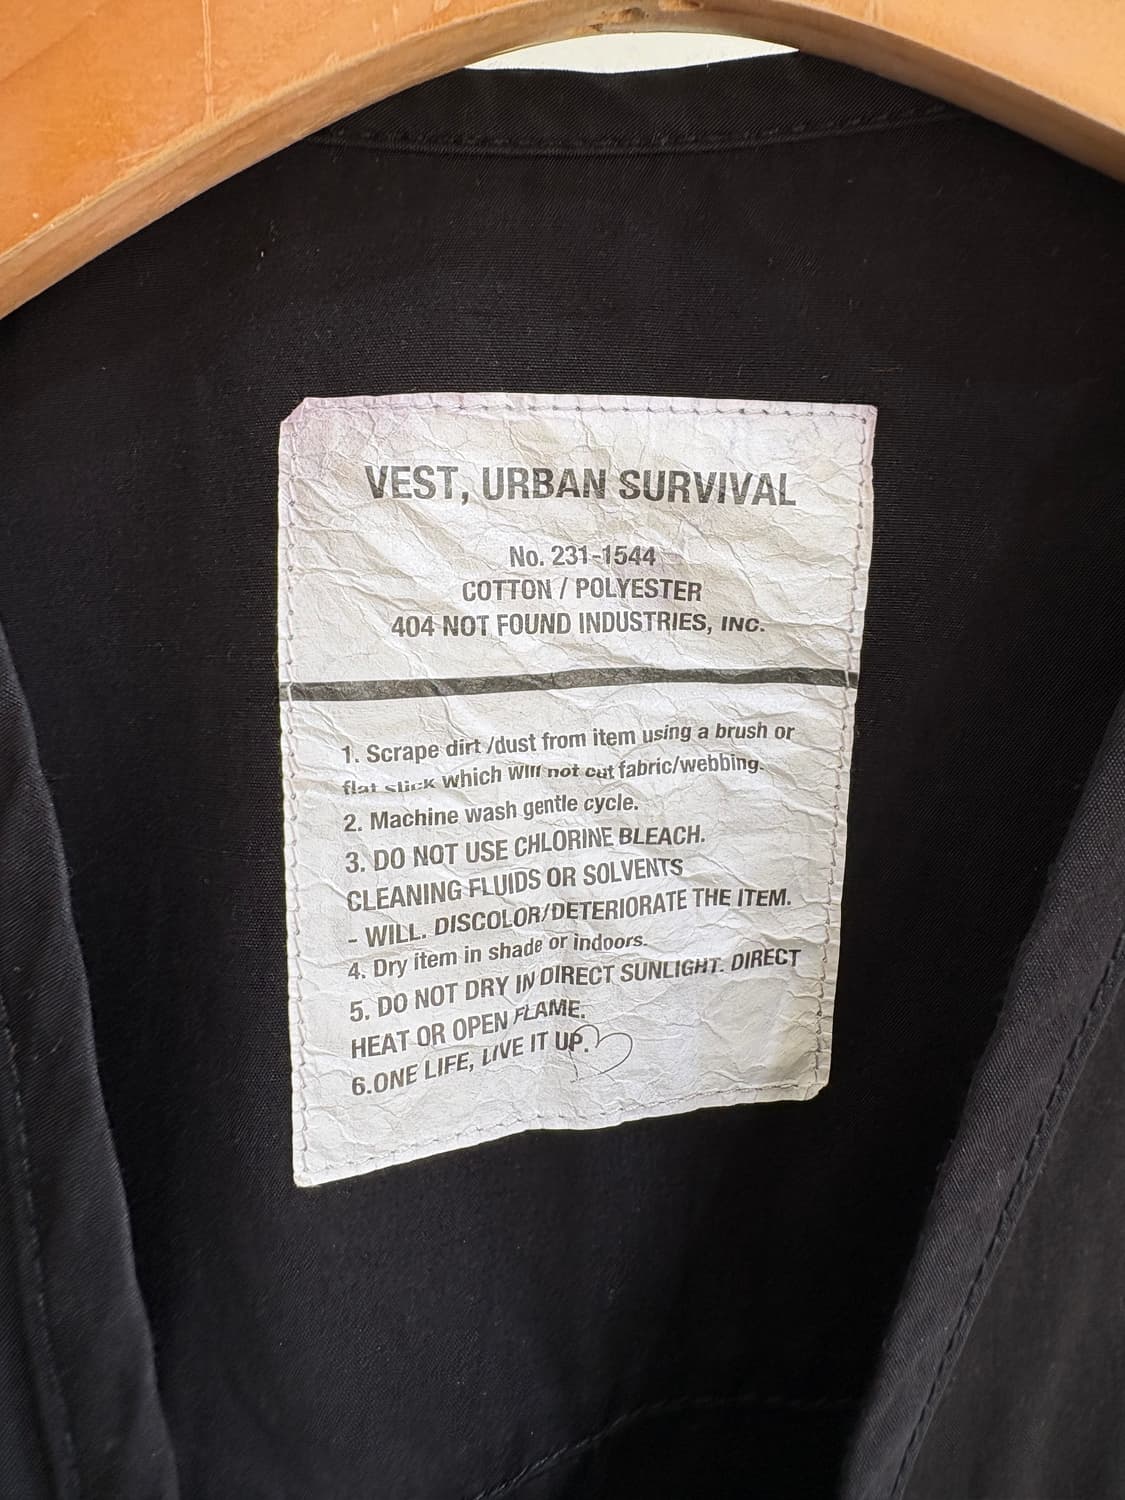 VEST, URBAN SURVIVAL
No. 231-1544
COTTON / POLYESTER
404 NOT FOUND INDUSTRIES, INC.
1. Scrape dirt /dust from item using a brush or
flat stick which will not cut fabric/webbing.
2. Machine wash gentle cycle.
3. DO NOT USE CHLORINE BLEACH.
CLEANING FLUIDS OR SOLVENTS
- WILL. DISCOLOR/DETERIORATE THE ITEM.
4. Dry item in shade or indoors.
5. DO NOT DRY IN DIRECT SUNLIGHT. DIRECT
HEAT OR OPEN FLAME.
6.ONE LIFE, LIVE IT UP.